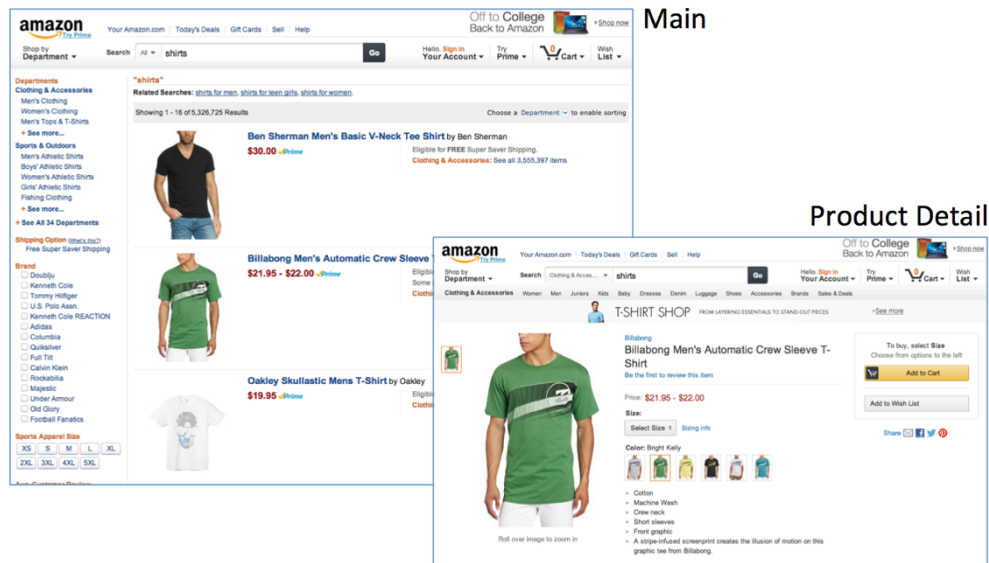 Main
amazon
Try Prime
Your Amazon.com Today's Deals Gift Cards Sell Help
Off to College
Back to Amazon
Shop now
Shop by
Department
Search All shirts Go
Hello. Sign in
Your Account
Try
Prime
0
Cart
Wish
List
Departments
Clothing & Accessories
Men's Clothing
Women's Clothing
Men's Tops & T-Shirts
+ See more...
Sports & Outdoors
Men's Athletic Shirts
Boys' Athletic Shirts
Women's Athletic Shirts
Girls' Athletic Shirts
Fishing Clothing
+ See more...
+ See All 34 Departments
Shipping Option (What's this?)
Free Super Saver Shipping
Brand
Doublju
Kenneth Cole
Tommy Hilfiger
U.S. Polo Assn.
Kenneth Cole REACTION
Adidas
Columbia
Quiksilver
Full Tilt
Calvin Klein
Rockabilia
Majestic
Under Armour
Old Glory
Football Fanatics
Sports Apparel Size
XS S M L XL
2XL 3XL 4XL 5XL
"shirts"
Related Searches: shirts for men, shirts for teen girls, shirts for women.
Showing 1 - 16 of 5,326,725 Results
Choose a Department to enable sorting
Ben Sherman Men's Basic V-Neck Tee Shirt by Ben Sherman
$30.00 Prime
Eligible for FREE Super Saver Shipping.
Clothing & Accessories: See all 3,555,397 items
Billabong Men's Automatic Crew Sleeve
$21.95 - $22.00 Prime
Oakley Skullastic Mens T-Shirt by Oakley
$19.95 Prime
Product Detail
amazon
Try Prime
Your Amazon.com Today's Deals Gift Cards Sell Help
Off to College
Back to Amazon
Shop now
Shop by
Department
Search Clothing & Acces... shirts Go
Hello. Sign in
Your Account
Try
Prime
0
Cart
Wish
List
Clothing & Accessories Women Men Juniors Kids Baby Dresses Denim Luggage Shoes Accessories Brands Sales & Deals
T-SHIRT SHOP FROM LAYERING ESSENTIALS TO STAND-OUT PIECES See more
Billabong
Billabong Men's Automatic Crew Sleeve T-
Shirt
Be the first to review this item
Price: $21.95 - $22.00
Size:
Select Size Sizing info
Color: Bright Kelly
Cotton
Machine Wash
Crew neck
Short sleeves
Front graphic
A stripe-infused screenprint creates the illusion of motion on this
graphic tee from Billabong.
Roll over image to zoom in
To buy, select Size
Choose from options to the left
Add to Cart
Add to Wish List
Share